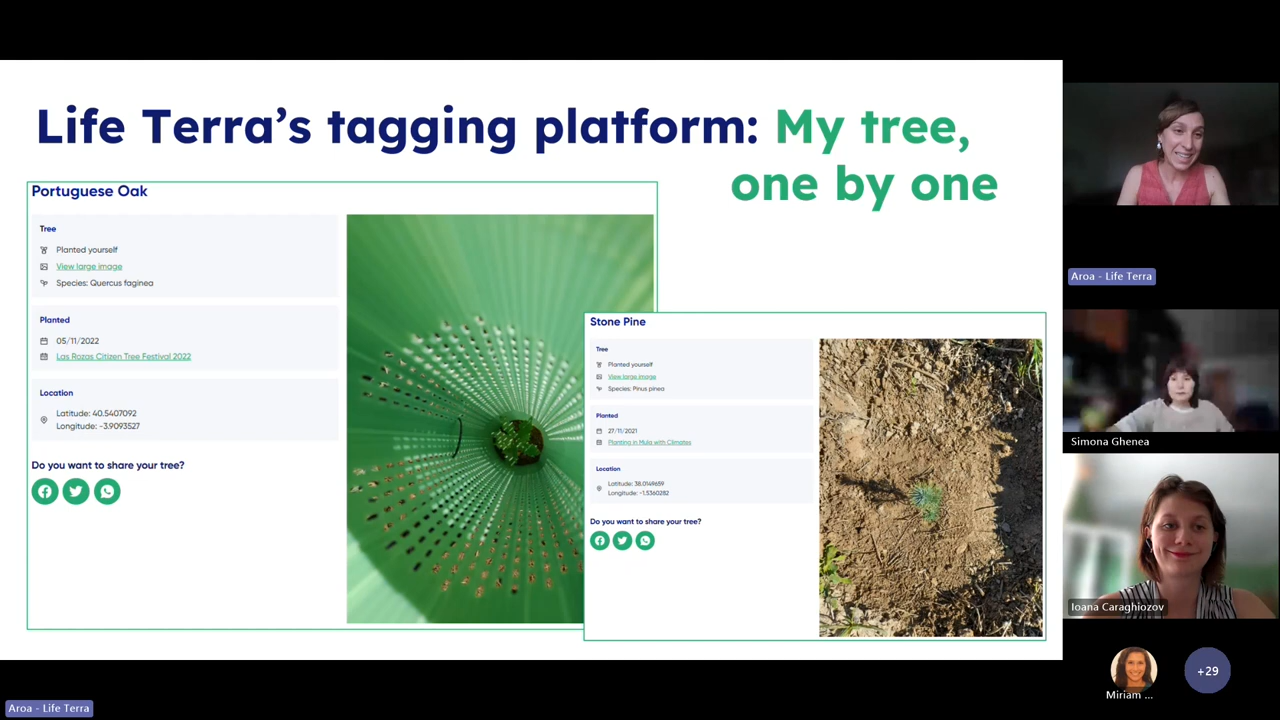 Life Terra's tagging platform: My tree,
one by one
Portuguese Oak
Tree
Planted yourself
View large image
Species: Quercus faginea
Planted
05/11/2022
Las Rozas Citizen Tree Festival 2022
Location
Latitude: 40.5407092
Longitude: -3.9093527
Do you want to share your tree?
Stone Pine
Tree
Planted yourself
View large image
Species: Pinus pinea
Planted
27/11/2021
Planting in Mula with Climates
Location
Latitude: 38.0149659
Longitude: -1.5360282
Do you want to share your tree?
Aroa - Life Terra
Simona Ghenea
Ioana Caraghiozov
Miriam ...
+29
Aroa - Life Terra